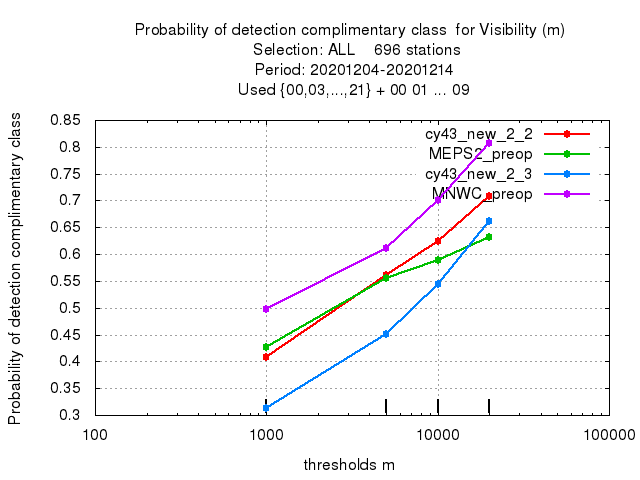 Probability of detection complimentary class  for Visibility (m)
Selection: ALL    696 stations
Period: 20201204-20201214
Used {00,03,...,21} + 00 01 ... 09
Probability of detection complimentary class
0.85
0.8
0.75
0.7
0.65
0.6
0.55
0.5
0.45
0.4
0.35
0.3
cy43_new_2_2
MEPS2_preop
cy43_new_2_3
MNWC_preop
100 1000 10000 100000
thresholds m